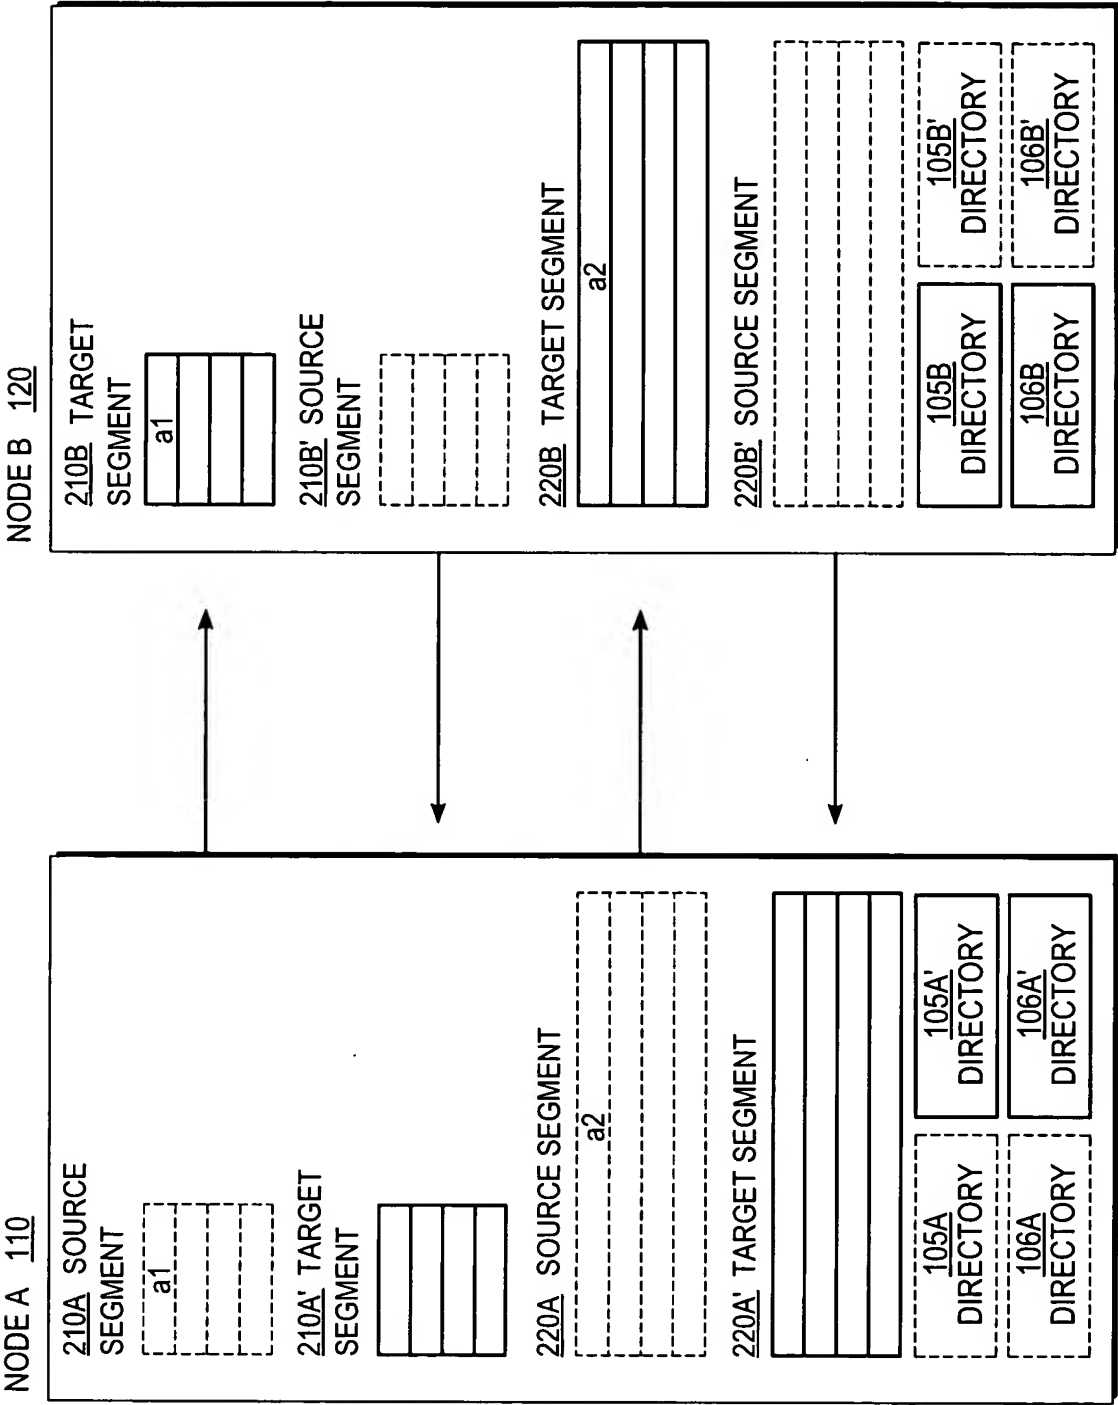 NODE A 110
210A SOURCE
SEGMENT
a1
210A' TARGET
SEGMENT
220A SOURCE SEGMENT
a2
220A' TARGET SEGMENT
105A
DIRECTORY
105A'
DIRECTORY
106A
DIRECTORY
106A'
DIRECTORY
NODE B 120
210B TARGET
SEGMENT
a1
210B' SOURCE
SEGMENT
220B TARGET SEGMENT
a2
220B' SOURCE SEGMENT
105B
DIRECTORY
105B'
DIRECTORY
106B
DIRECTORY
106B'
DIRECTORY